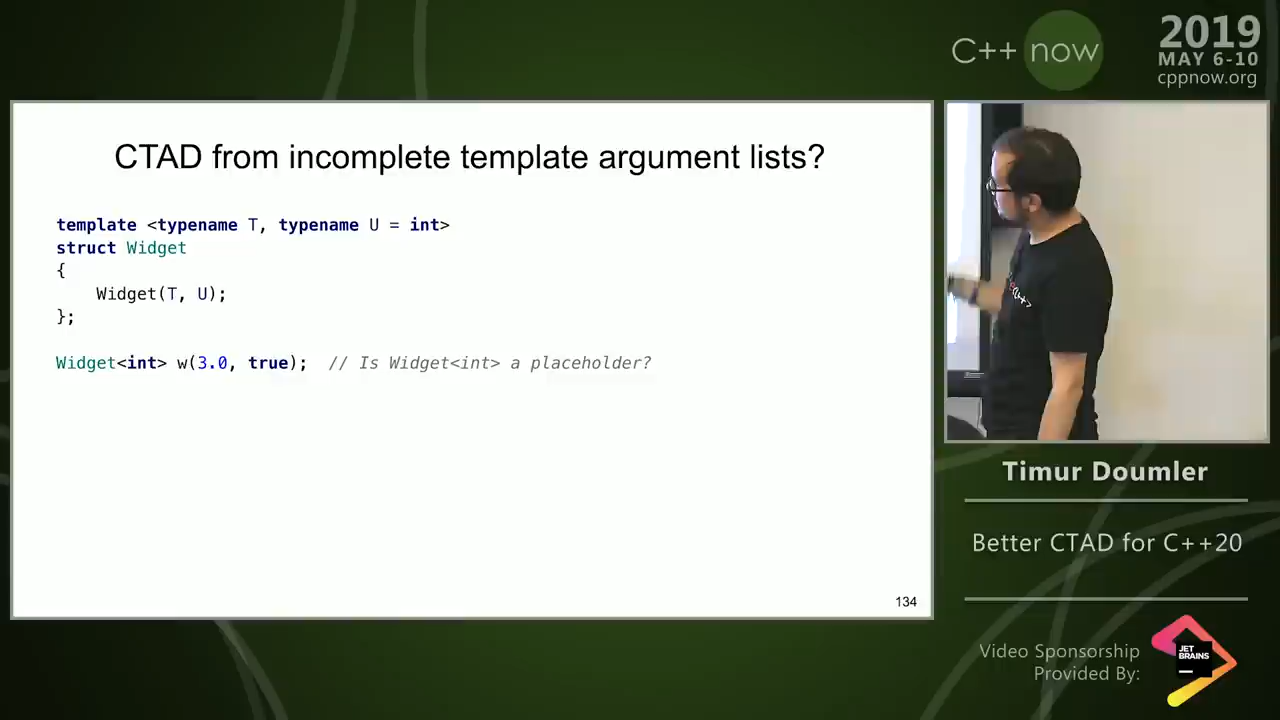 C++ now
2019
MAY 6-10
cppnow.org
CTAD from incomplete template argument lists?
template <typename T, typename U = int>
struct Widget
{
    Widget(T, U);
};
Widget<int> w(3.0, true);  // Is Widget<int> a placeholder?
134
Timur Doumler
Better CTAD for C++20
Video Sponsorship
Provided By:
JET
BRAINS